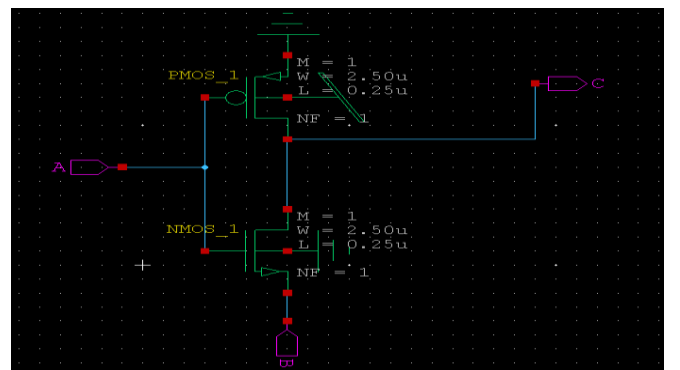 M = 1
PMOS_1
W = 2.50u
L = 0.25u
C
NF = 1
A
M = 1
NMOS_1
W = 2.50u
L = 0.25u
NF = 1
B